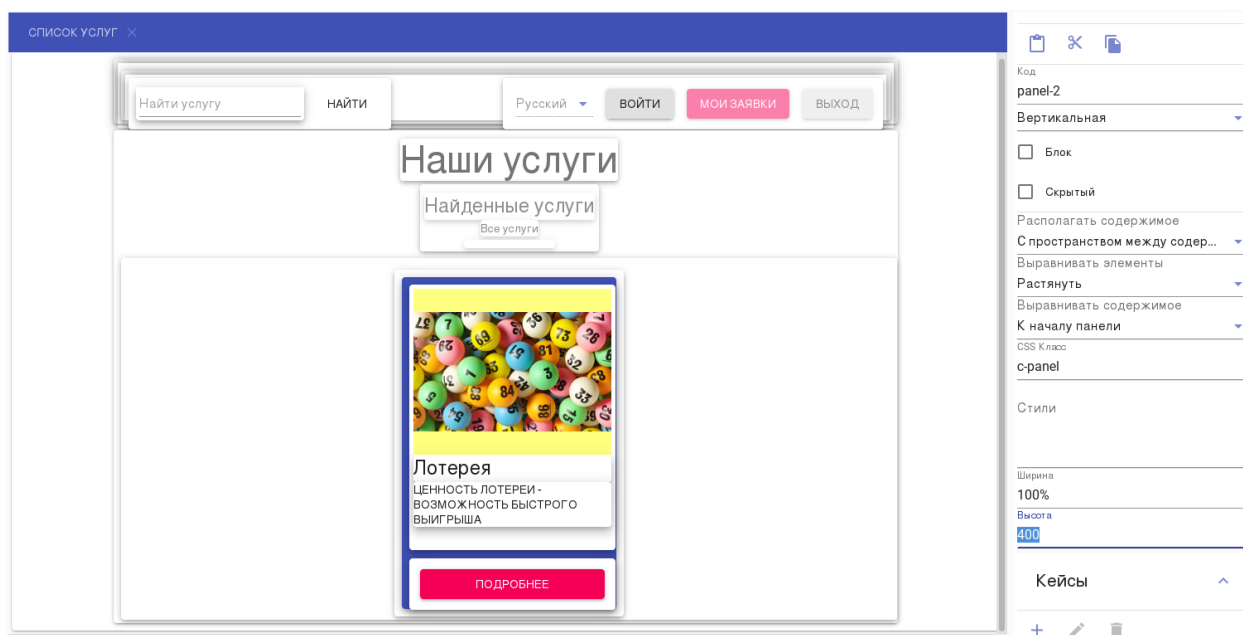 СПИСОК УСЛУГ
Найти услугу
НАЙТИ
Русский
ВОЙТИ
МОИ ЗАЯВКИ
ВЫХОД
Наши услуги
Найденные услуги
Все услуги
Лотерея
ЦЕННОСТЬ ЛОТЕРЕИ -
ВОЗМОЖНОСТЬ БЫСТРОГО
ВЫИГРЫША
ПОДРОБНЕЕ
Код
panel-2
Вертикальная
Блок
Скрытый
Располагать содержимое
С пространством между содер...
Выравнивать элементы
Растянуть
Выравнивать содержимое
К началу панели
CSS Класс
c-panel
Стили
Ширина
100%
Высота
400
Кейсы